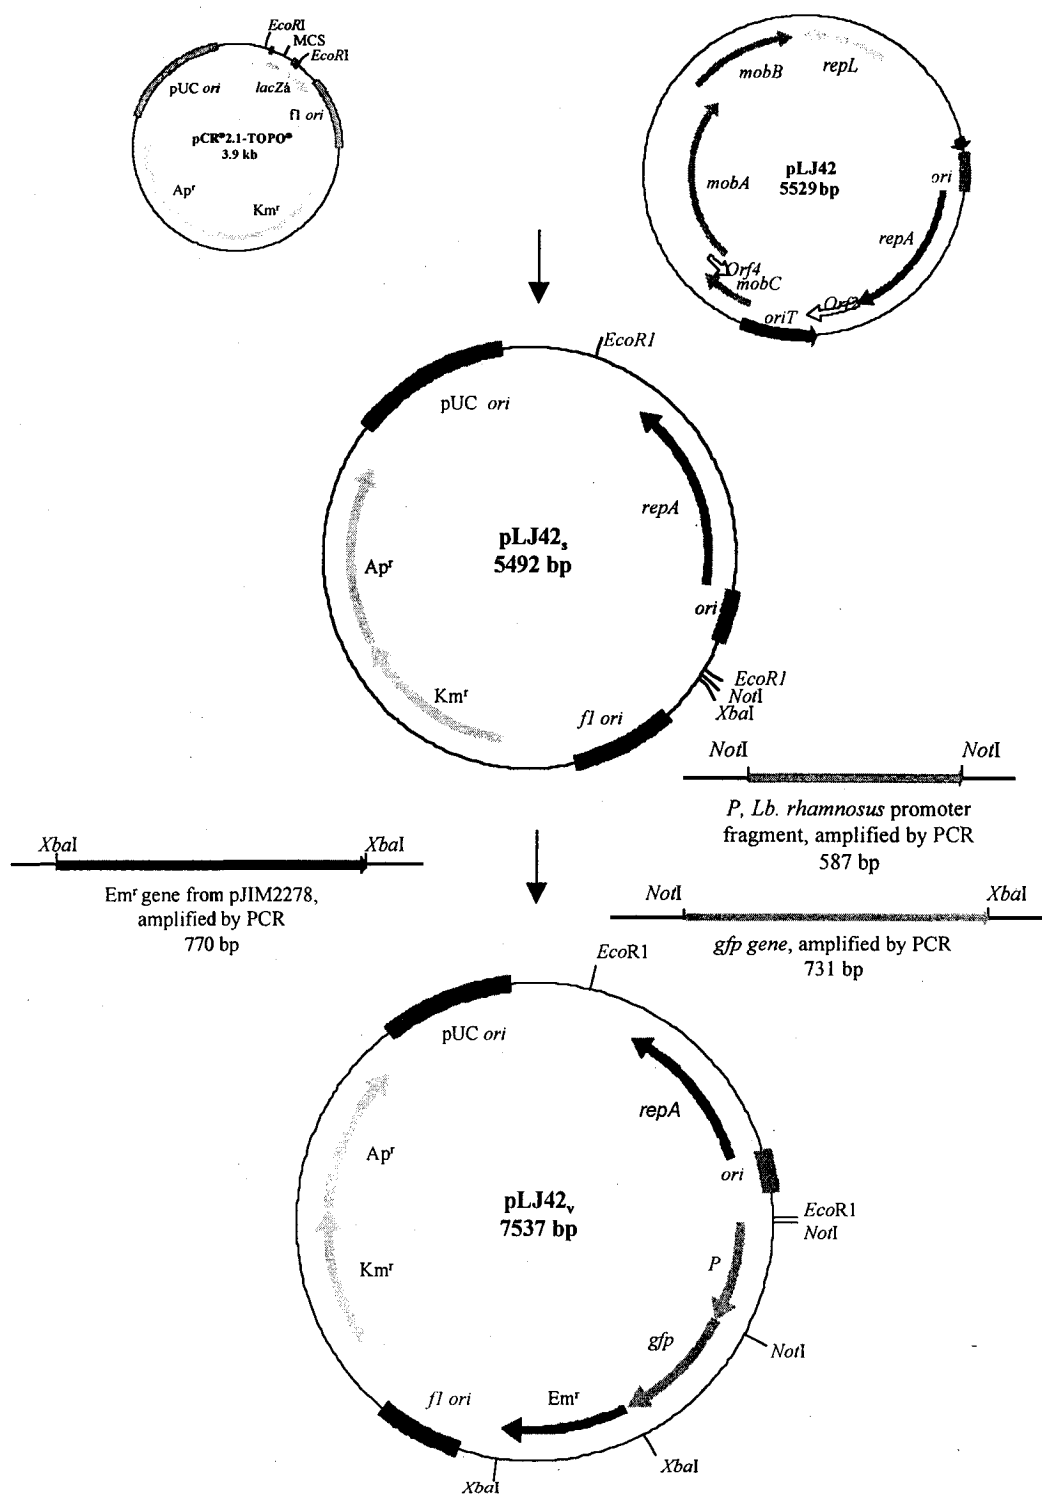 EcoRI
MCS
EcoRI
pUC ori
lacZá
f1 ori
pCR®2.1-TOPO®
3.9 kb
Apʳ
Kmʳ
mobB
repL
mobA
pLJ42
5529 bp
ori
repA
Orf4
mobC
oriT
EcoR1
pUC ori
repA
pLJ42ₛ
5492 bp
Apʳ
ori
Kmʳ
EcoR1
NotI
XbaI
f1 ori
NotI
NotI
P, Lb. rhamnosus promoter
fragment, amplified by PCR
587 bp
XbaI
XbaI
Emʳ gene from pJIM2278,
amplified by PCR
770 bp
NotI
XbaI
gfp gene, amplified by PCR
731 bp
EcoR1
pUC ori
repA
Apʳ
ori
pLJ42ᵥ
7537 bp
EcoR1
NotI
Kmʳ
P
gfp
NotI
f1 ori
Emʳ
XbaI
XbaI